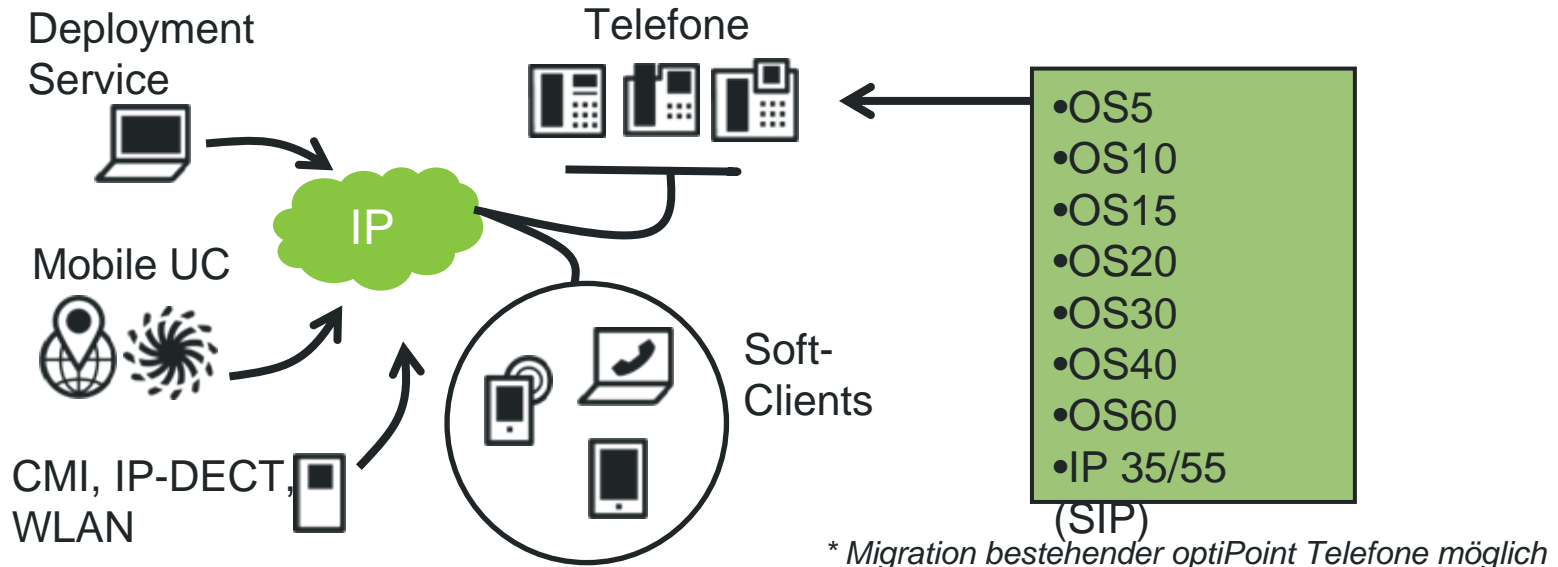 Deployment
Service
Telefone
IP
Mobile UC
Soft-
Clients
CMI, IP-DECT,
WLAN
•OS5
•OS10
•OS15
•OS20
•OS30
•OS40
•OS60
•IP 35/55
(SIP)
* Migration bestehender optiPoint Telefone möglich